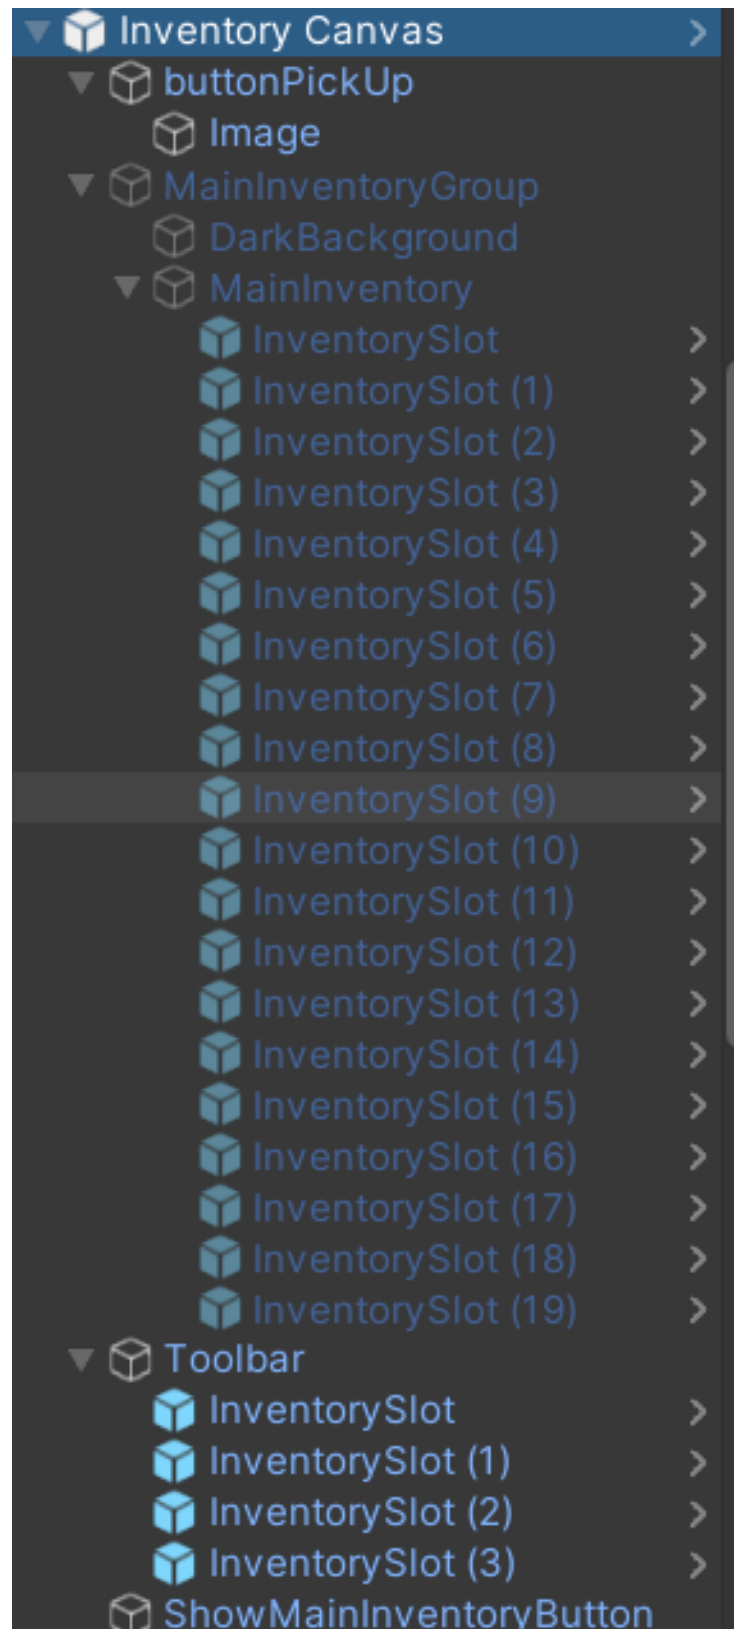 Inventory Canvas
buttonPickUp
Image
MainInventoryGroup
DarkBackground
MainInventory
InventorySlot
InventorySlot (1)
InventorySlot (2)
InventorySlot (3)
InventorySlot (4)
InventorySlot (5)
InventorySlot (6)
InventorySlot (7)
InventorySlot (8)
InventorySlot (9)
InventorySlot (10)
InventorySlot (11)
InventorySlot (12)
InventorySlot (13)
InventorySlot (14)
InventorySlot (15)
InventorySlot (16)
InventorySlot (17)
InventorySlot (18)
InventorySlot (19)
Toolbar
InventorySlot
InventorySlot (1)
InventorySlot (2)
InventorySlot (3)
ShowMainInventoryButton